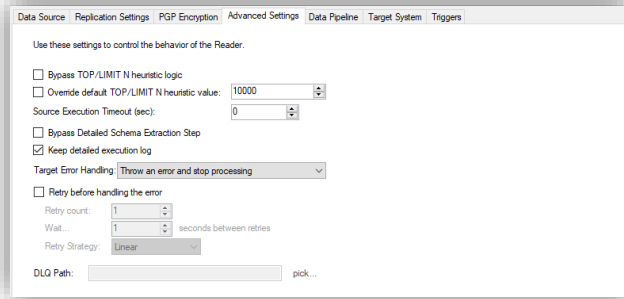 Data Source Replication Settings PGP Encryption Advanced Settings Data Pipeline Target System Triggers
Use these settings to control the behavior of the Reader.
Bypass TOP/LIMIT N heuristic logic
Override default TOP/LIMIT N heuristic value: 10000
Source Execution Timeout (sec): 0
Bypass Detailed Schema Extraction Step
Keep detailed execution log
Target Error Handling: Throw an error and stop processing
Retry before handling the error
Retry count: 1
Wait... 1 seconds between retries
Retry Strategy: Linear
DLQ Path: pick...